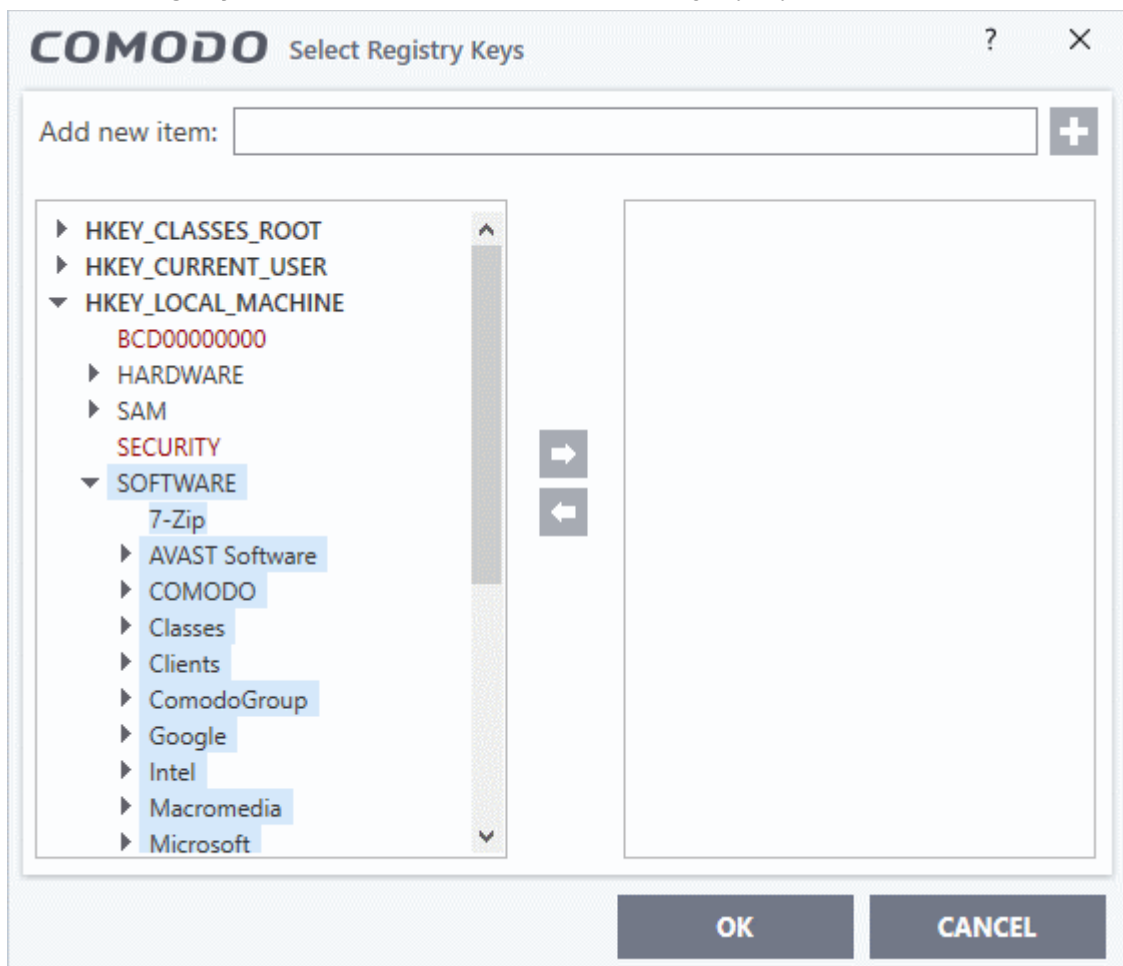 COMODO Select Registry Keys ? ×
Add new item:
HKEY_CLASSES_ROOT
HKEY_CURRENT_USER
HKEY_LOCAL_MACHINE
BCD00000000
HARDWARE
SAM
SECURITY
SOFTWARE
7-Zip
AVAST Software
COMODO
Classes
Clients
ComodoGroup
Google
Intel
Macromedia
Microsoft
OK CANCEL